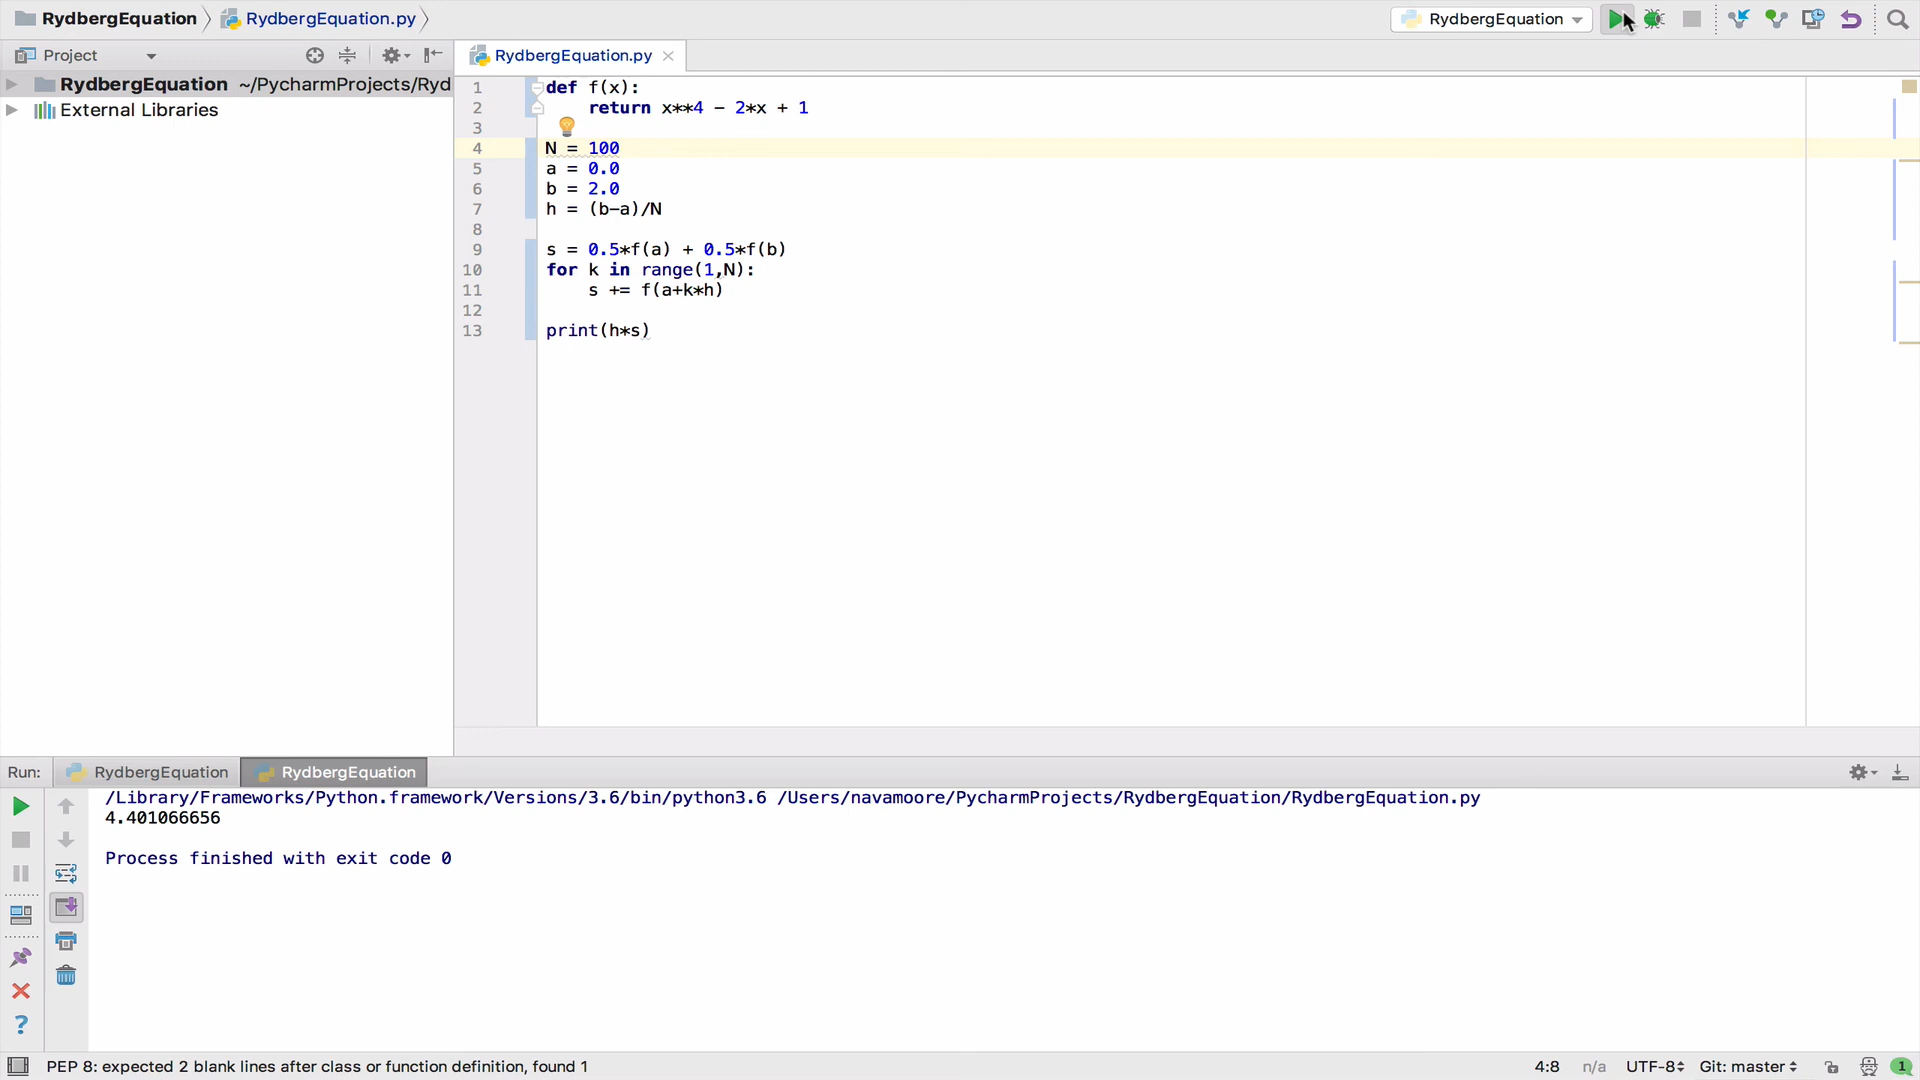 RydbergEquation RydbergEquation.py RydbergEquation
Project RydbergEquation.py
RydbergEquation ~/PycharmProjects/Ryd
External Libraries
1 def f(x):
2 return x**4 - 2*x + 1
3
4 N = 100
5 a = 0.0
6 b = 2.0
7 h = (b-a)/N
8
9 s = 0.5*f(a) + 0.5*f(b)
10 for k in range(1,N):
11 s += f(a+k*h)
12
13 print(h*s)
Run: RydbergEquation RydbergEquation
/Library/Frameworks/Python.framework/Versions/3.6/bin/python3.6 /Users/navamoore/PycharmProjects/RydbergEquation/RydbergEquation.py
4.401066656
Process finished with exit code 0
PEP 8: expected 2 blank lines after class or function definition, found 1 4:8 n/a UTF-8 Git: master 1